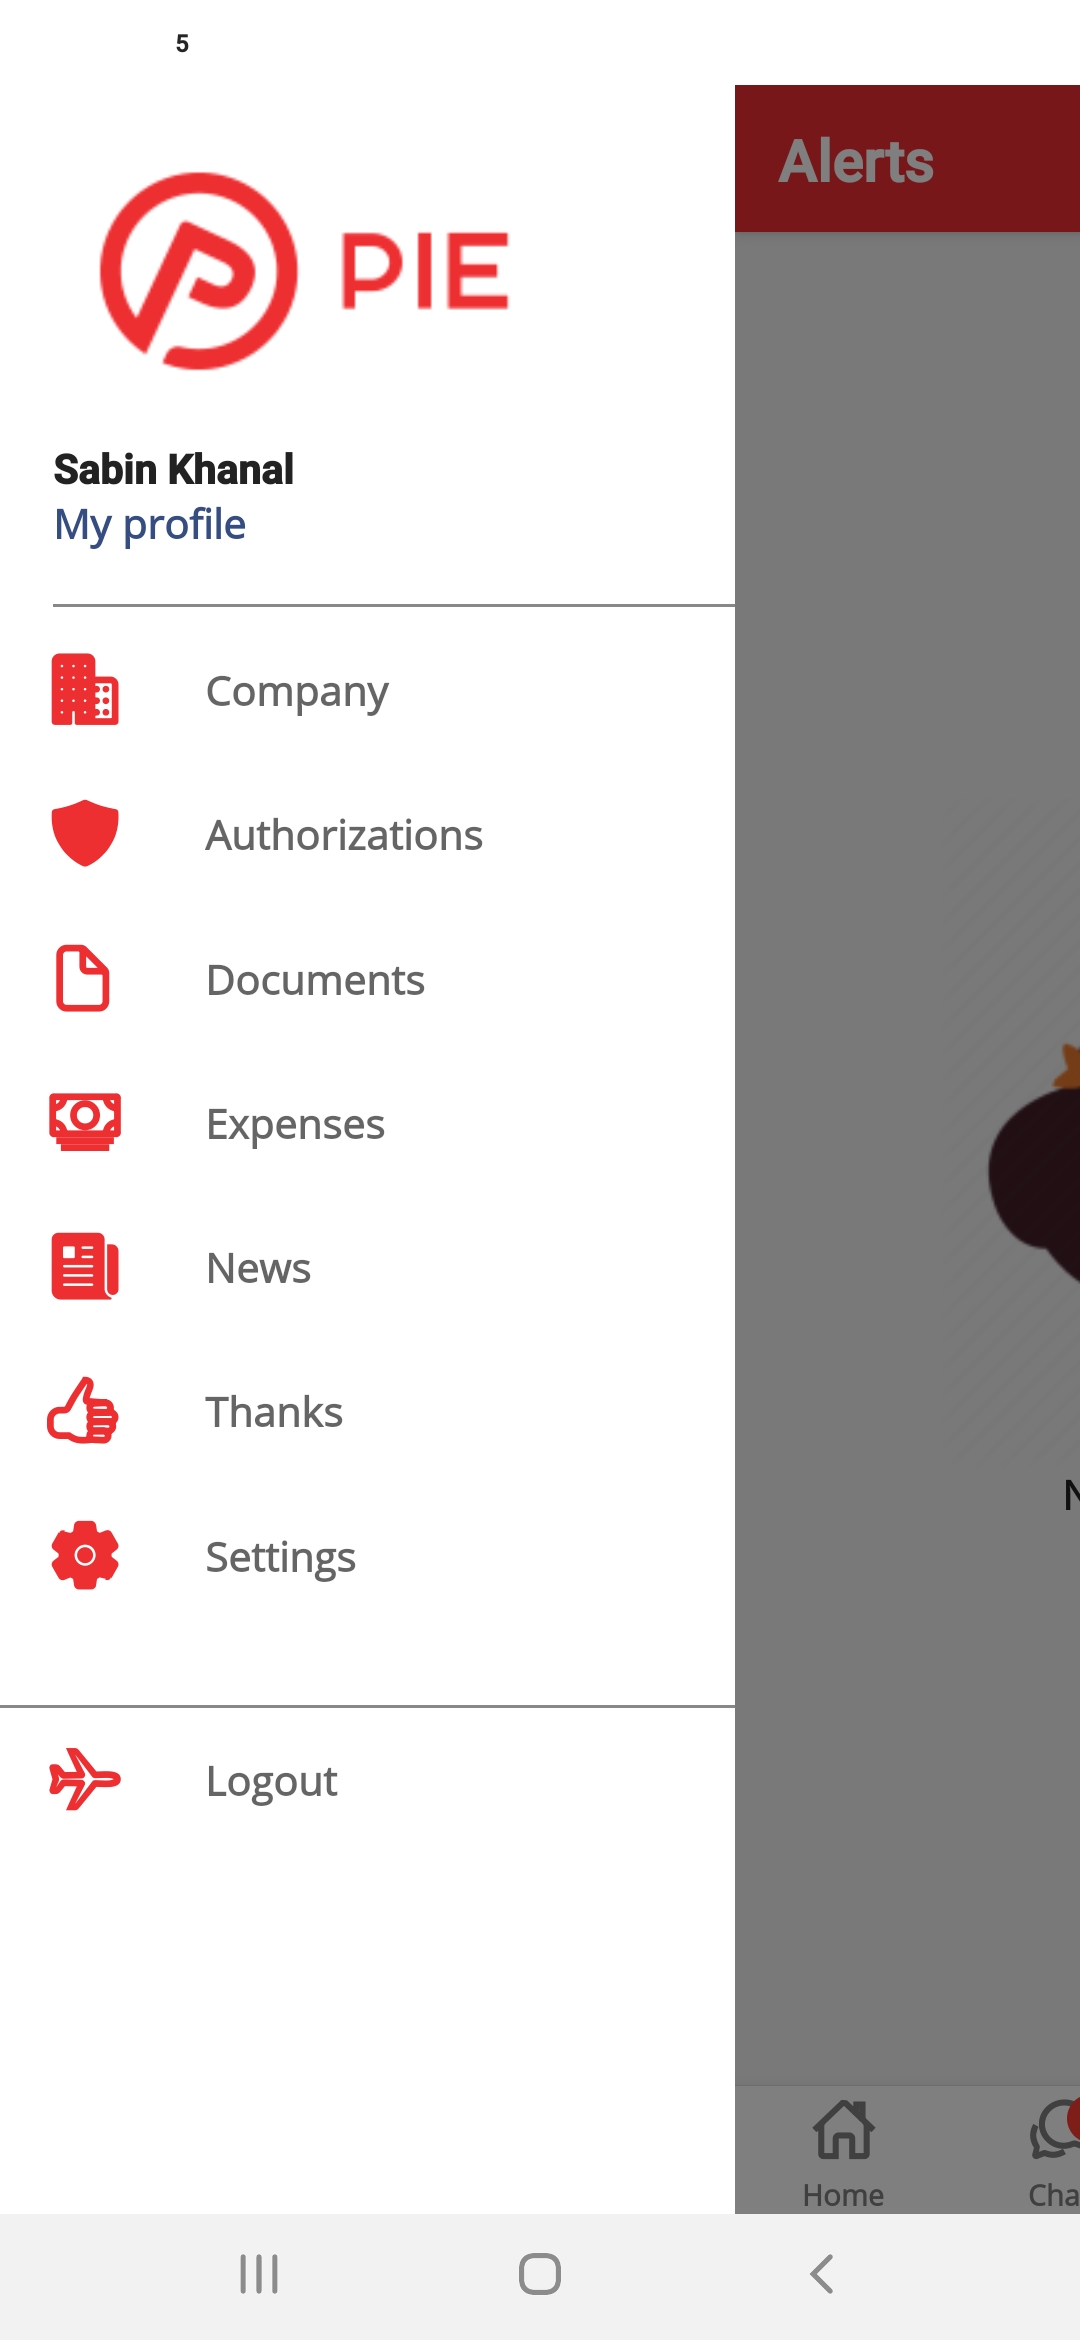 5
Alerts
PIE
Sabin Khanal
My profile
Company
Authorizations
Documents
Expenses
News
Thanks
Settings
Logout
N
Home
Cha